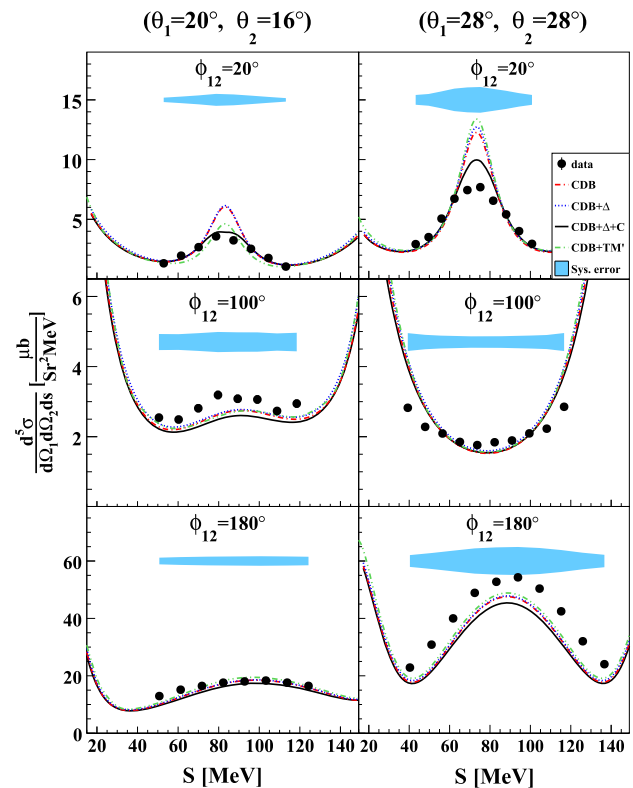 (θ₁=20°, θ₂=16°) (θ₁=28°, θ₂=28°)
ϕ₁₂=20° ϕ₁₂=20°
15
10
5
data
CDB
CDB+Δ
CDB+Δ+C
CDB+TM'
Sys. error
ϕ₁₂=100° ϕ₁₂=100°
6
4
2
d⁵σ/dΩ₁dΩ₂ds [μb/Sr²MeV]
ϕ₁₂=180° ϕ₁₂=180°
60
40
20
0
20 40 60 80 100 120 140 20 40 60 80 100 120 140
S [MeV] S [MeV]